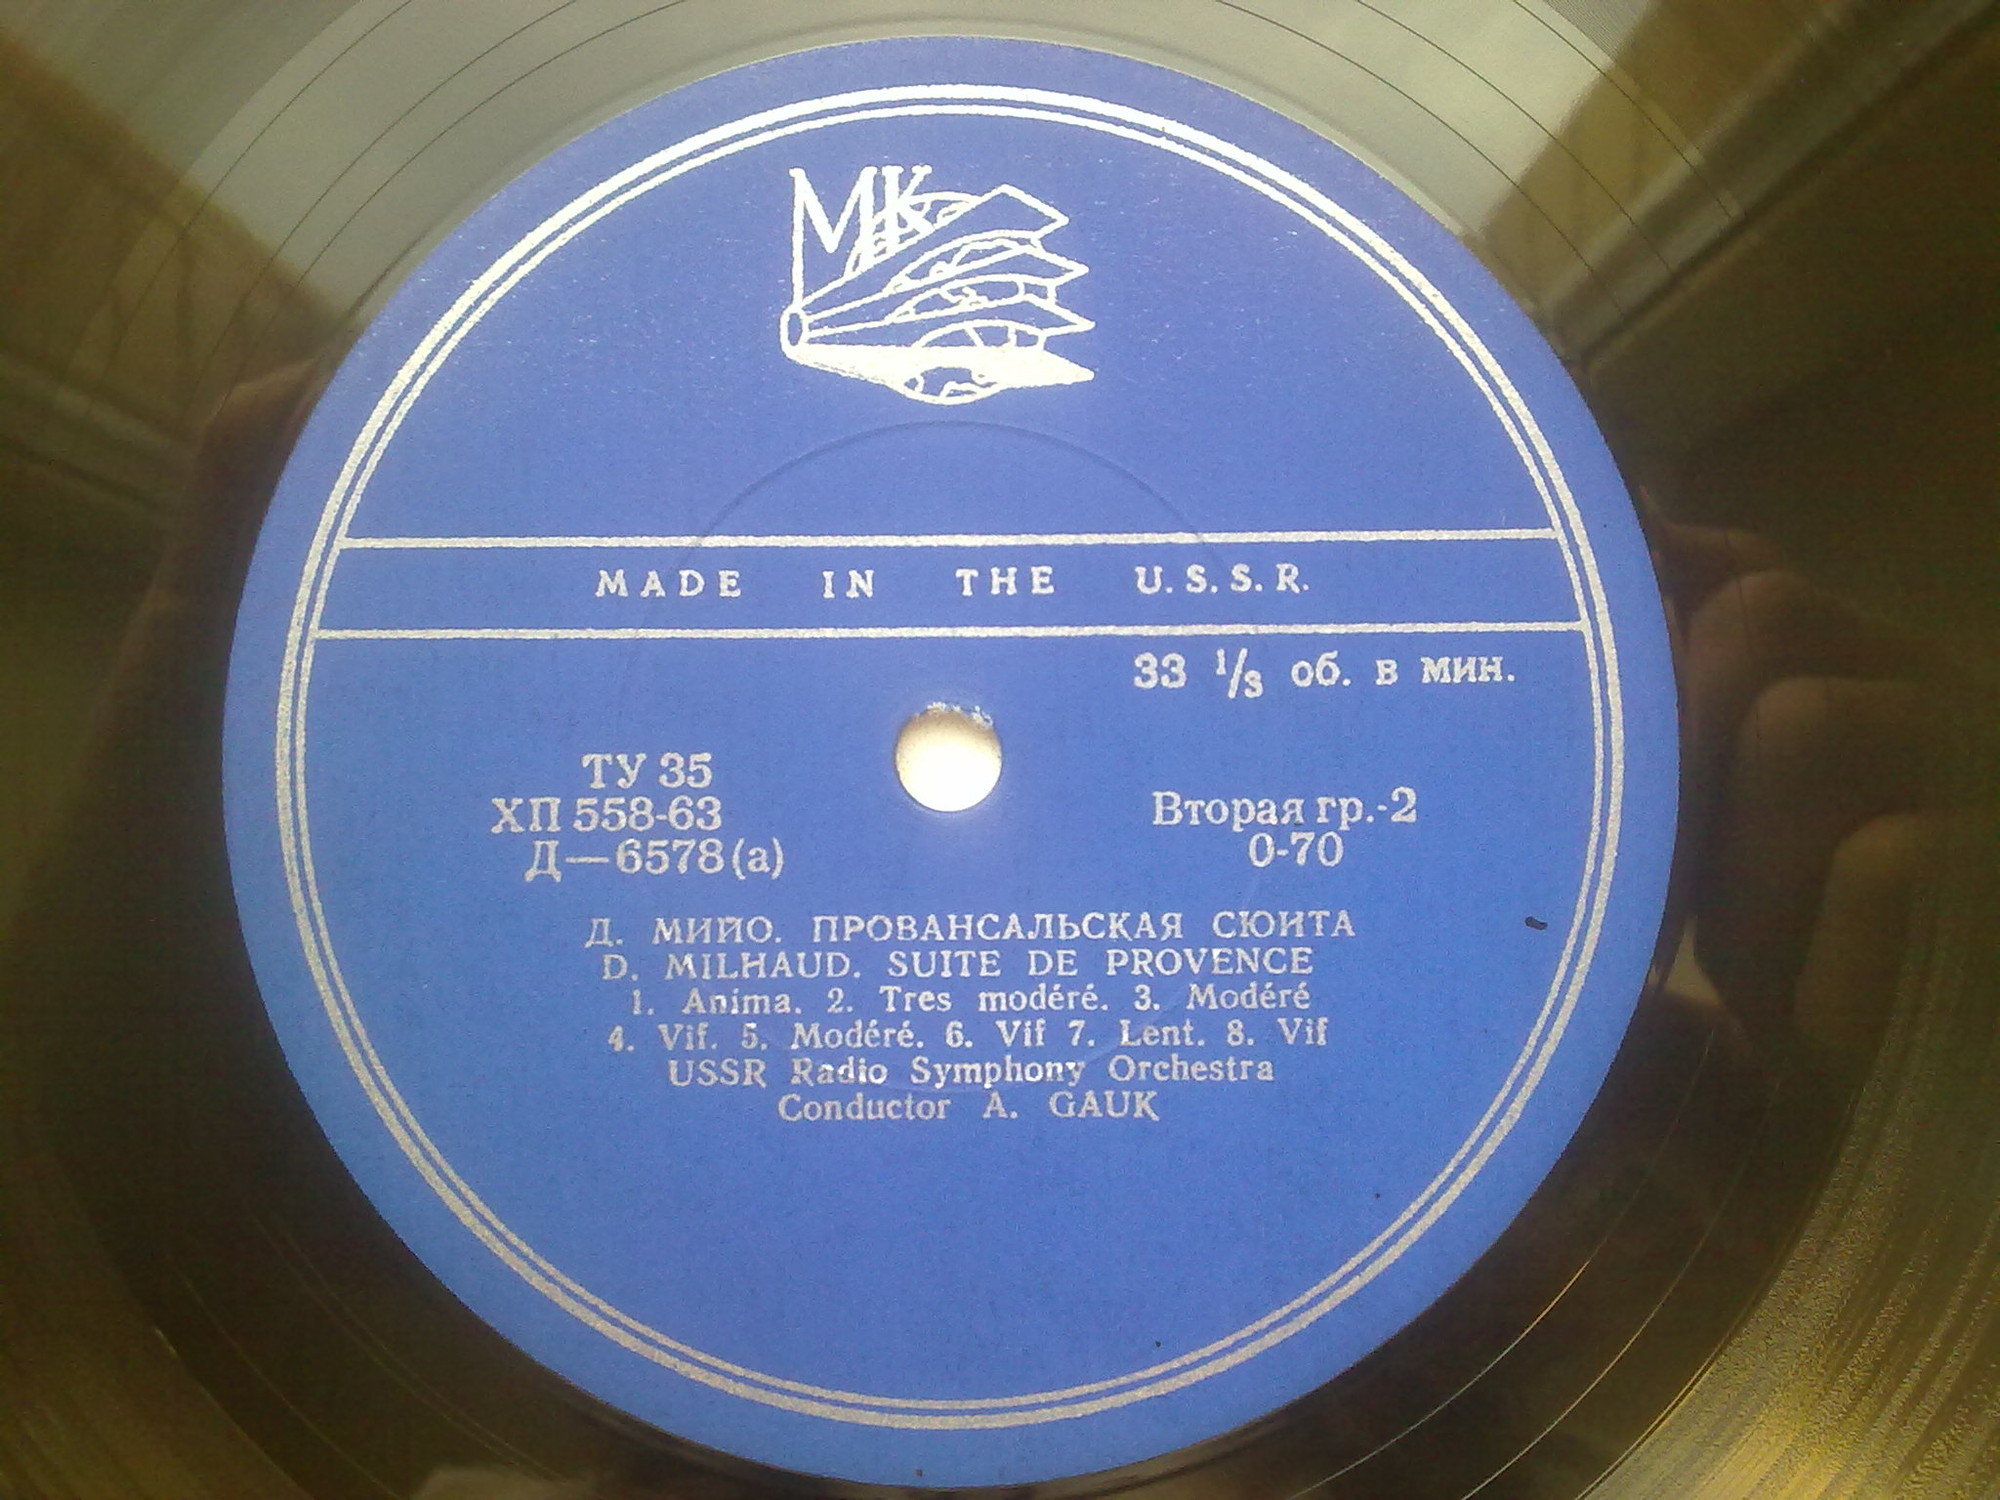 МК
MADE IN THE U.S.S.R.
33 1/3 об. в мин.
ТУ 35
ХП 558-63
Д—6578(а)
Вторая гр.-2
0-70
Д. МИЙО. ПРОВАНСАЛЬСКАЯ СЮИТА
D. MILHAUD. SUITE DE PROVENCE
1. Anima. 2. Tres modéré. 3. Modéré
4. Vif. 5. Modéré. 6. Vif 7. Lent. 8. Vif
USSR Radio Symphony Orchestra
Conductor A. GAUK